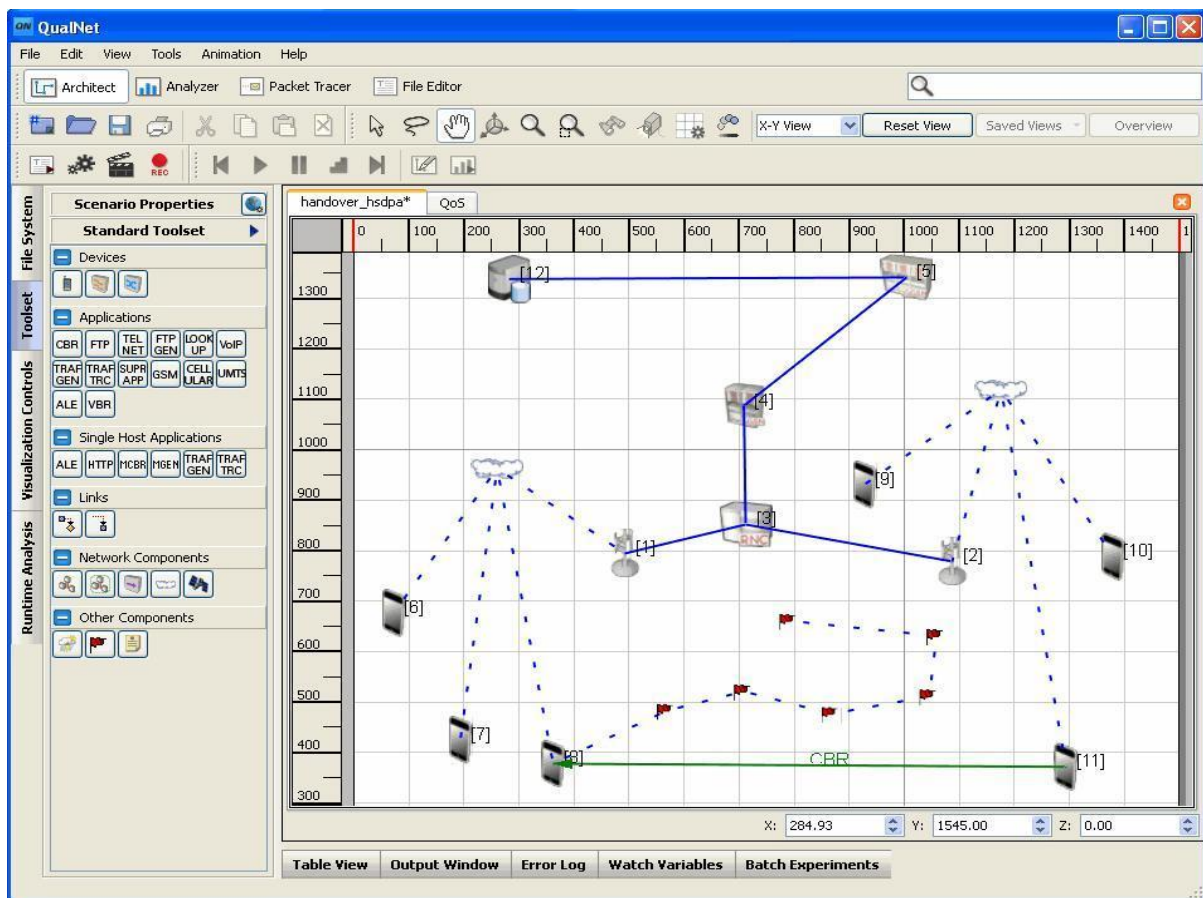 QualNet
File Edit View Tools Animation Help
Architect Analyzer Packet Tracer File Editor
X-Y View Reset View Saved Views Overview
REC
File System
Toolset
Visualization Controls
Runtime Analysis
Scenario Properties
Standard Toolset
Devices
Applications
CBR FTP TEL NET FTP GEN LOOK UP VoIP
TRAF GEN TRAF TRC SUPR APP GSM CELL ULAR UMTS
ALE VBR
Single Host Applications
ALE HTTP MCBR MGEN TRAF GEN TRAF TRC
Links
Network Components
Other Components
handover_hsdpa* QoS
0 100 200 300 400 500 600 700 800 900 1000 1100 1200 1300 1400 1
1300
1200
1100
1000
900
800
700
600
500
400
300
[12]
[5]
[4]
[9]
[3]
RNC
[1]
[2]
[10]
[6]
[7]
[8]
CBR
[11]
X: 284.93 Y: 1545.00 Z: 0.00
Table View Output Window Error Log Watch Variables Batch Experiments